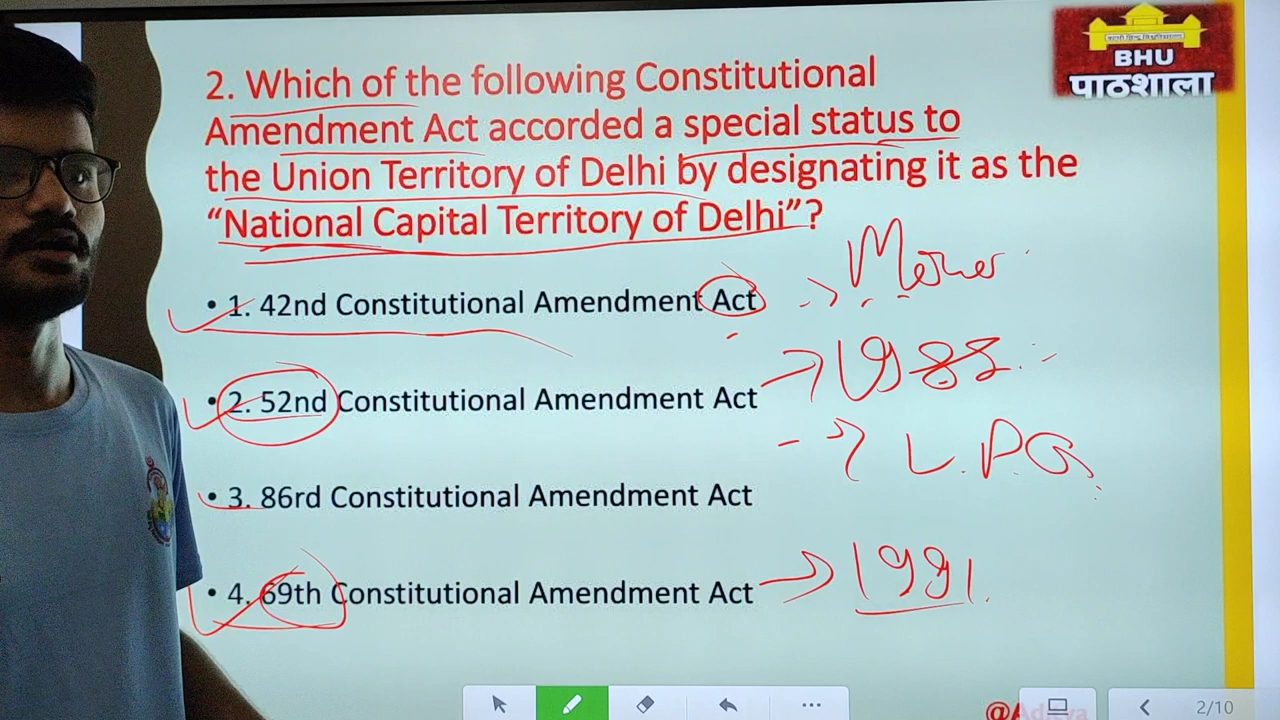 काशी हिन्दू विश्वविद्यालय
BHU
पाठशाला
2. Which of the following Constitutional
Amendment Act accorded a special status to
the Union Territory of Delhi by designating it as the
“National Capital Territory of Delhi”?
• 1. 42nd Constitutional Amendment Act
• 2. 52nd Constitutional Amendment Act
L.P.G.
• 3. 86rd Constitutional Amendment Act
• 4. 69th Constitutional Amendment Act
1991.
2/10